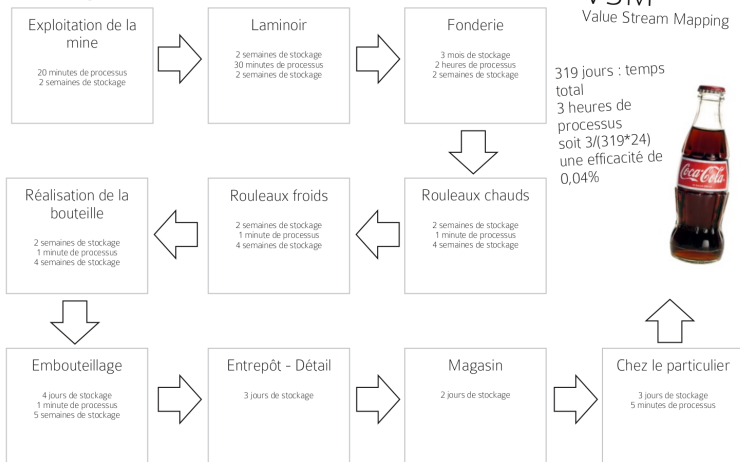 VSM
Value Stream Mapping
Exploitation de la
mine
20 minutes de processus
2 semaines de stockage
Laminoir
2 semaines de stockage
30 minutes de processus
2 semaines de stockage
Fonderie
3 mois de stockage
2 heures de processus
2 semaines de stockage
319 jours : temps
total
3 heures de
processus
soit 3/(319*24)
une efficacité de
0,04%
Coca-Cola
Rouleaux chauds
2 semaines de stockage
1 minute de processus
4 semaines de stockage
Rouleaux froids
2 semaines de stockage
1 minute de processus
4 semaines de stockage
Réalisation de la
bouteille
2 semaines de stockage
1 minute de processus
4 semaines de stockage
Embouteillage
4 jours de stockage
1 minute de processus
5 semaines de stockage
Entrepôt - Détail
3 jours de stockage
Magasin
2 jours de stockage
Chez le particulier
3 jours de stockage
5 minutes de processus